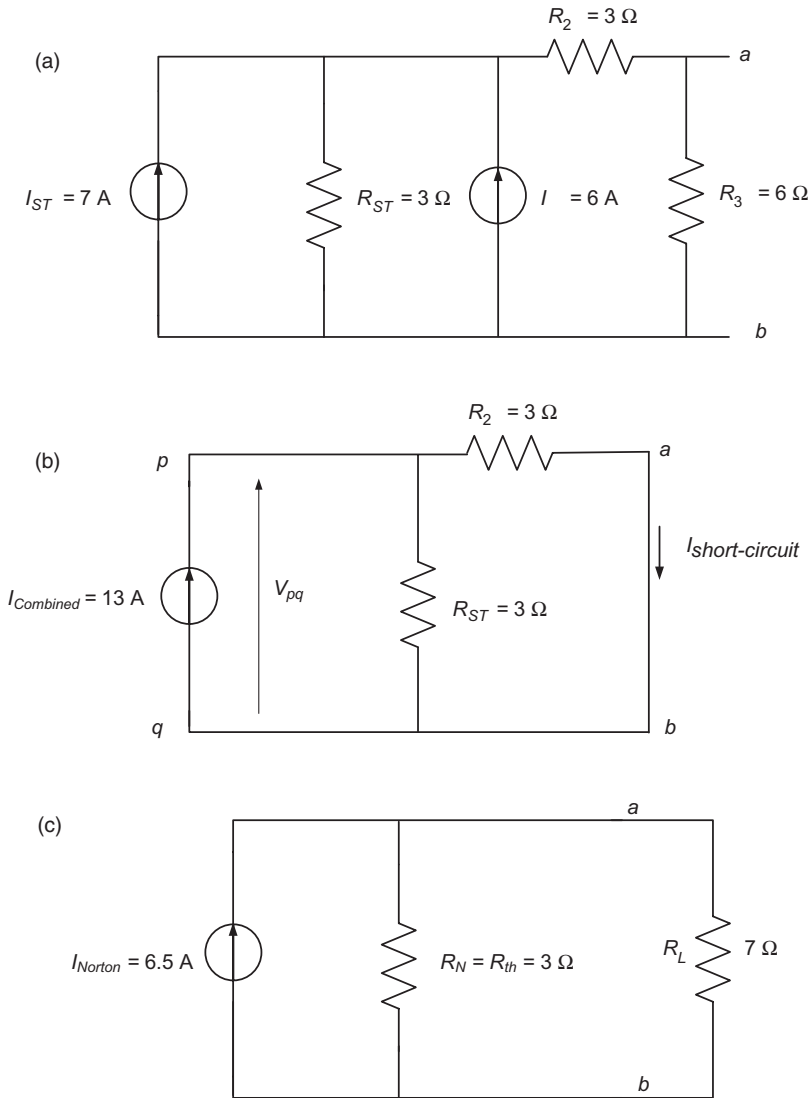 (a)
R2 = 3 Ω
a
IST = 7 A
RST = 3 Ω
I = 6 A
R3 = 6 Ω
b
(b)
R2 = 3 Ω
p
a
ICombined = 13 A
Vpq
RST = 3 Ω
Ishort-circuit
q
b
(c)
a
INorton = 6.5 A
RN = Rth = 3 Ω
RL 7 Ω
b